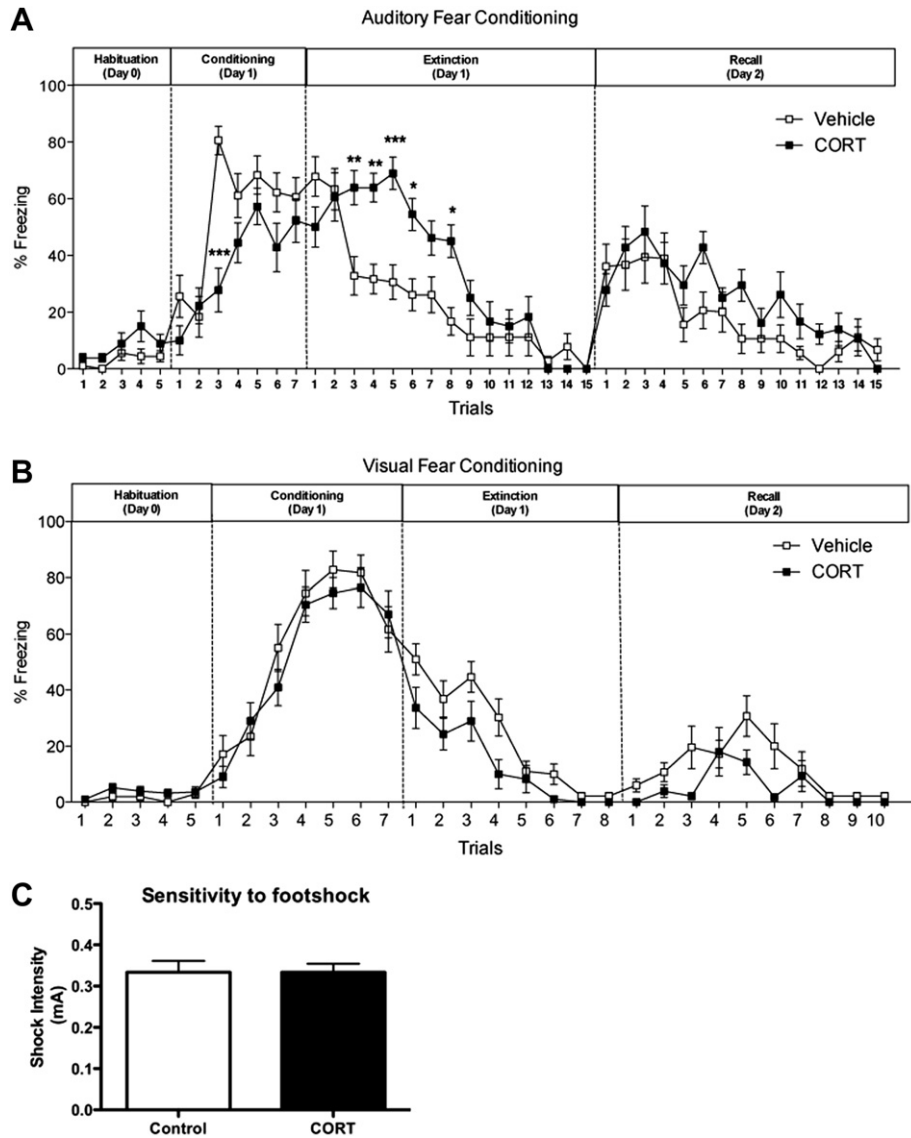 A
Auditory Fear Conditioning
Habituation (Day 0)
Conditioning (Day 1)
Extinction (Day 1)
Recall (Day 2)
100
80
60
40
20
0
% Freezing
Vehicle
CORT
***
**
**
***
*
*
1 2 3 4 5 1 2 3 4 5 6 7 1 2 3 4 5 6 7 8 9 10 11 12 13 14 15 1 2 3 4 5 6 7 8 9 10 11 12 13 14 15
Trials
B
Visual Fear Conditioning
Habituation (Day 0)
Conditioning (Day 1)
Extinction (Day 1)
Recall (Day 2)
100
80
60
40
20
0
% Freezing
Vehicle
CORT
1 2 3 4 5 1 2 3 4 5 6 7 1 2 3 4 5 6 7 8 1 2 3 4 5 6 7 8 9 10
Trials
C
Sensitivity to footshock
0.5
0.4
0.3
0.2
0.1
0.0
Shock Intensity
(mA)
Control
CORT